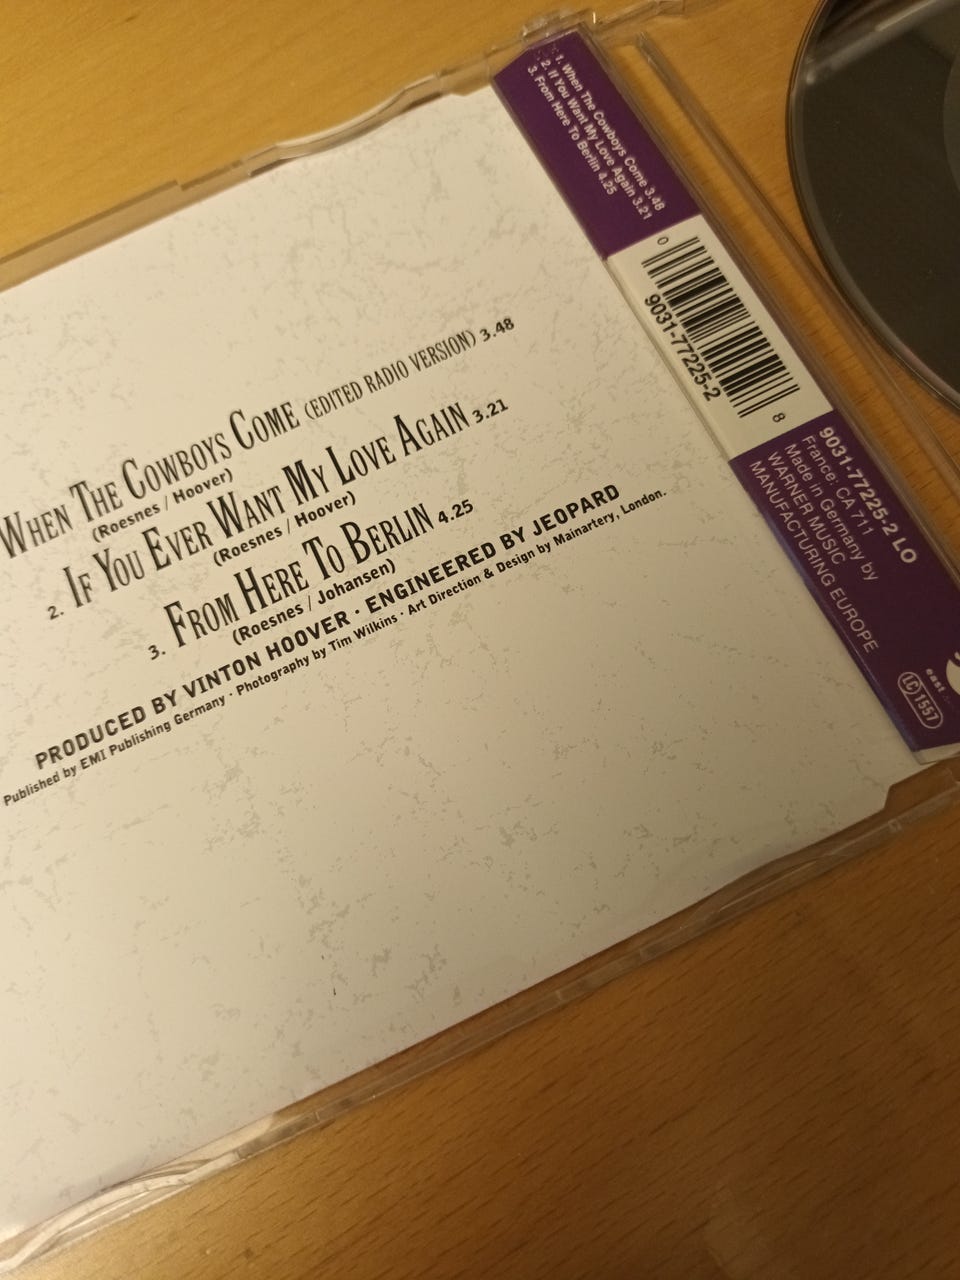 WHEN THE COWBOYS COME (EDITED RADIO VERSION) 3.48
(Roesnes / Hoover)
2. IF YOU EVER WANT MY LOVE AGAIN 3.21
(Roesnes / Hoover)
3. FROM HERE TO BERLIN 4.25
(Roesnes / Johansen)
PRODUCED BY VINTON HOOVER · ENGINEERED BY JEOPARD
Published by EMI Publishing Germany · Photography by Tim Wilkins · Art Direction & Design by Mainartery, London.
1. When The Cowboys Come 3.48
2. If You Want My Love Again 3.21
3. From Here To Berlin 4.25
0 9031-77225-2 8
9031-77225-2 LO
France: CA 711
Made in Germany by
WARNER MUSIC
MANUFACTURING EUROPE
east
LC 1557